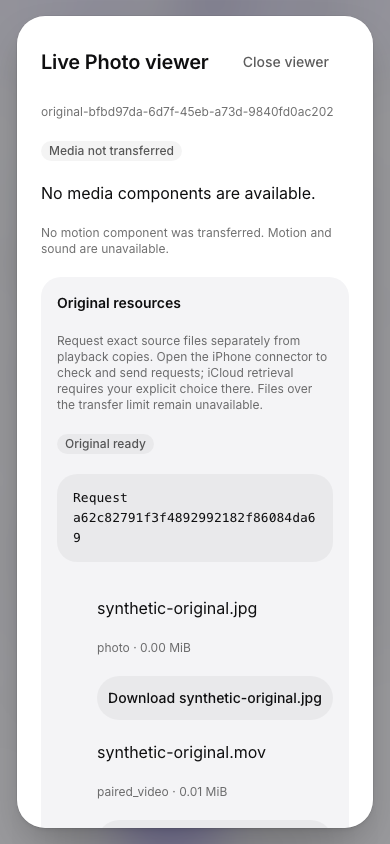 Live Photo viewer
Close viewer
original-bfbd97da-6d7f-45eb-a73d-9840fd0ac202
Media not transferred
No media components are available.
No motion component was transferred. Motion and
sound are unavailable.
Original resources
Request exact source files separately from
playback copies. Open the iPhone connector to
check and send requests; iCloud retrieval
requires your explicit choice there. Files over
the transfer limit remain unavailable.
Original ready
Request
a62c82791f3f4892992182f86084da6
9
synthetic-original.jpg
photo · 0.00 MiB
Download synthetic-original.jpg
synthetic-original.mov
paired_video · 0.01 MiB